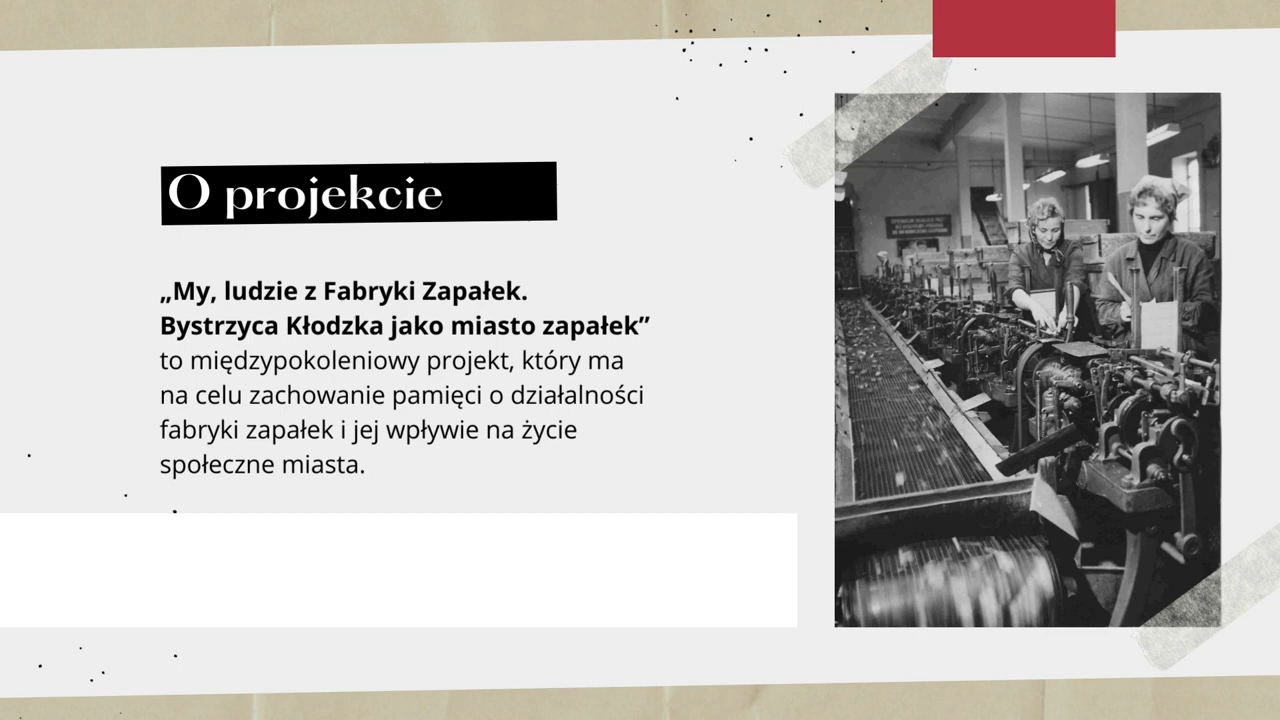 O projekcie
„My, ludzie z Fabryki Zapałek.
Bystrzyca Kłodzka jako miasto zapałek”
to międzypokoleniowy projekt, który ma
na celu zachowanie pamięci o działalności
fabryki zapałek i jej wpływie na życie
społeczne miasta.